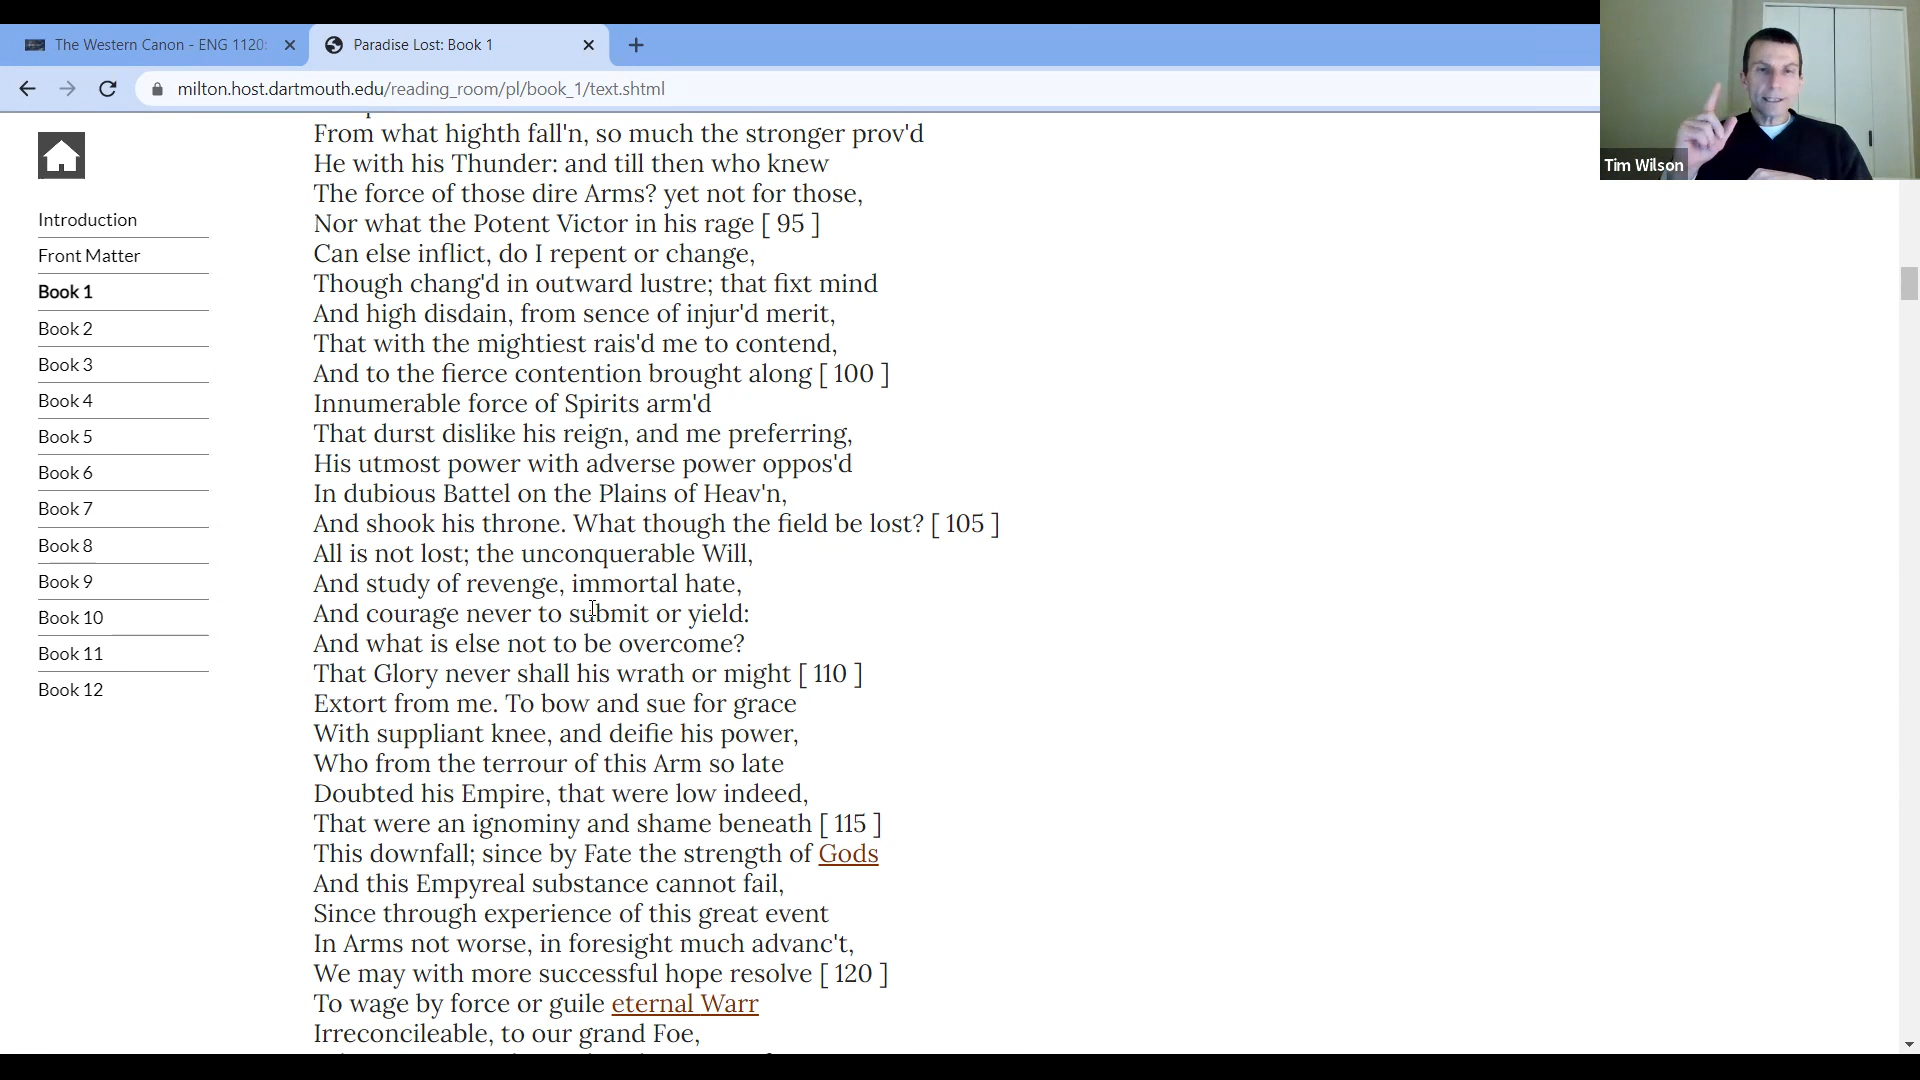 The Western Canon - ENG 1120:
Paradise Lost: Book 1
milton.host.dartmouth.edu/reading_room/pl/book_1/text.shtml
Tim Wilson
Introduction
Front Matter
Book 1
Book 2
Book 3
Book 4
Book 5
Book 6
Book 7
Book 8
Book 9
Book 10
Book 11
Book 12
From what highth fall'n, so much the stronger prov'd
He with his Thunder: and till then who knew
The force of those dire Arms? yet not for those,
Nor what the Potent Victor in his rage [ 95 ]
Can else inflict, do I repent or change,
Though chang'd in outward lustre; that fixt mind
And high disdain, from sence of injur'd merit,
That with the mightiest rais'd me to contend,
And to the fierce contention brought along [ 100 ]
Innumerable force of Spirits arm'd
That durst dislike his reign, and me preferring,
His utmost power with adverse power oppos'd
In dubious Battel on the Plains of Heav'n,
And shook his throne. What though the field be lost? [ 105 ]
All is not lost; the unconquerable Will,
And study of revenge, immortal hate,
And courage never to submit or yield:
And what is else not to be overcome?
That Glory never shall his wrath or might [ 110 ]
Extort from me. To bow and sue for grace
With suppliant knee, and deifie his power,
Who from the terrour of this Arm so late
Doubted his Empire, that were low indeed,
That were an ignominy and shame beneath [ 115 ]
This downfall; since by Fate the strength of Gods
And this Empyreal substance cannot fail,
Since through experience of this great event
In Arms not worse, in foresight much advanc't,
We may with more successful hope resolve [ 120 ]
To wage by force or guile eternal Warr
Irreconcileable, to our grand Foe,